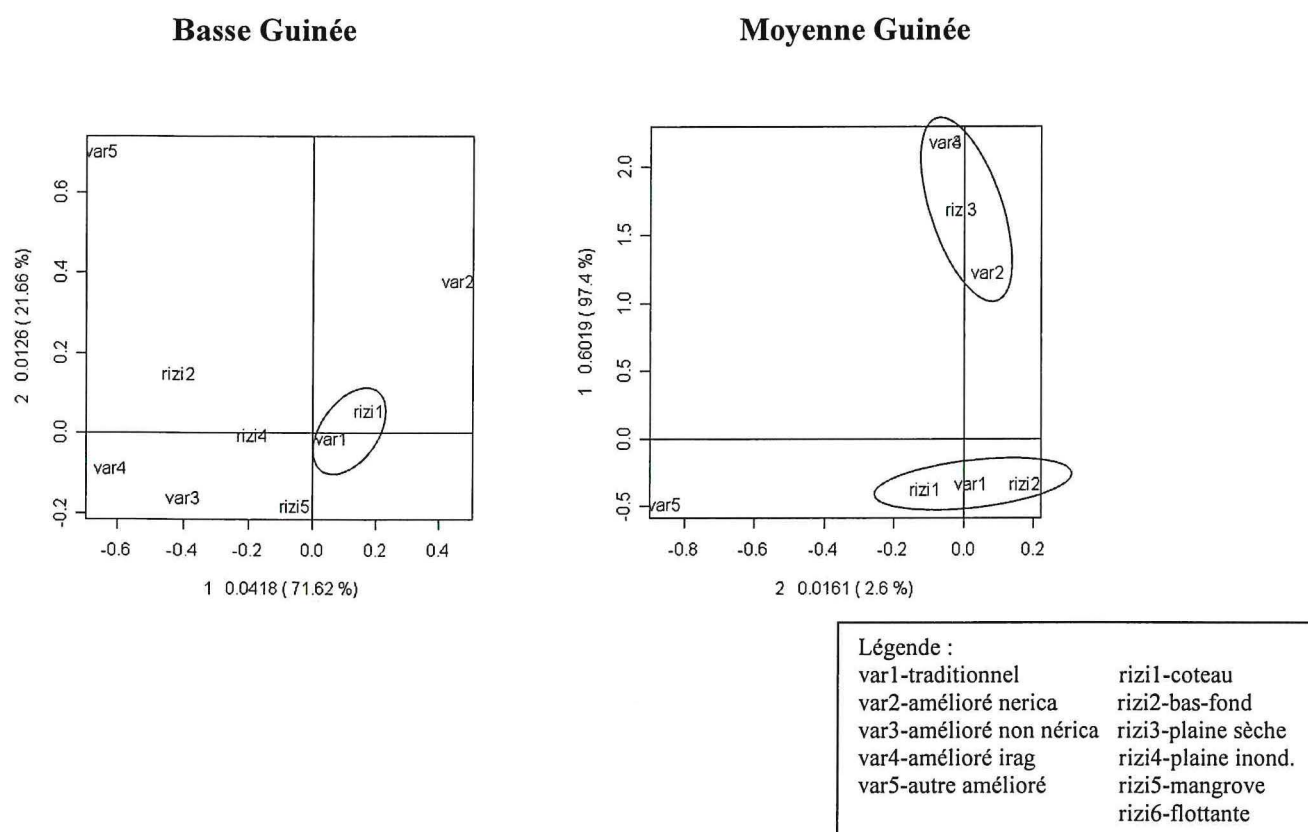 Basse Guinée
Moyenne Guinée
var5
var2
rizi2
rizi1
rizi4
var1
var4
var3
rizi5
0.6
0.4
0.2
0.0
-0.2
2 0.0126 ( 21.66 %)
-0.6 -0.4 -0.2 0.0 0.2 0.4
1 0.0418 ( 71.62 %)
rizi3
var2
rizi1
var1
rizi2
var5
2.0
1.5
1.0
0.5
0.0
-0.5
1 0.6019 ( 97.4 %)
-0.8 -0.6 -0.4 -0.2 0.0 0.2
2 0.0161 ( 2.6 %)
Légende :
var1-traditionnel rizi1-coteau
var2-amélioré nerica rizi2-bas-fond
var3-amélioré non nérica rizi3-plaine sèche
var4-amélioré irag rizi4-plaine inond.
var5-autre amélioré rizi5-mangrove
rizi6-flottante